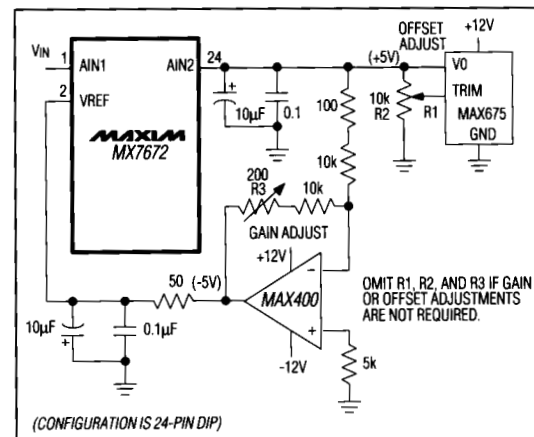 OFFSET
ADJUST
+12V
VIN
1
AIN1
AIN2
24
(+5V)
V0
2
VREF
TRIM
10k
R2
R1
MAX675
GND
MAXIM
MX7672
10µF
+
0.1
100
10k
200
R3
10k
GAIN ADJUST
+12V
50
(-5V)
−
MAX400
+
-12V
5k
OMIT R1, R2, AND R3 IF GAIN
OR OFFSET ADJUSTMENTS
ARE NOT REQUIRED.
10µF
+
0.1µF
(CONFIGURATION IS 24-PIN DIP)